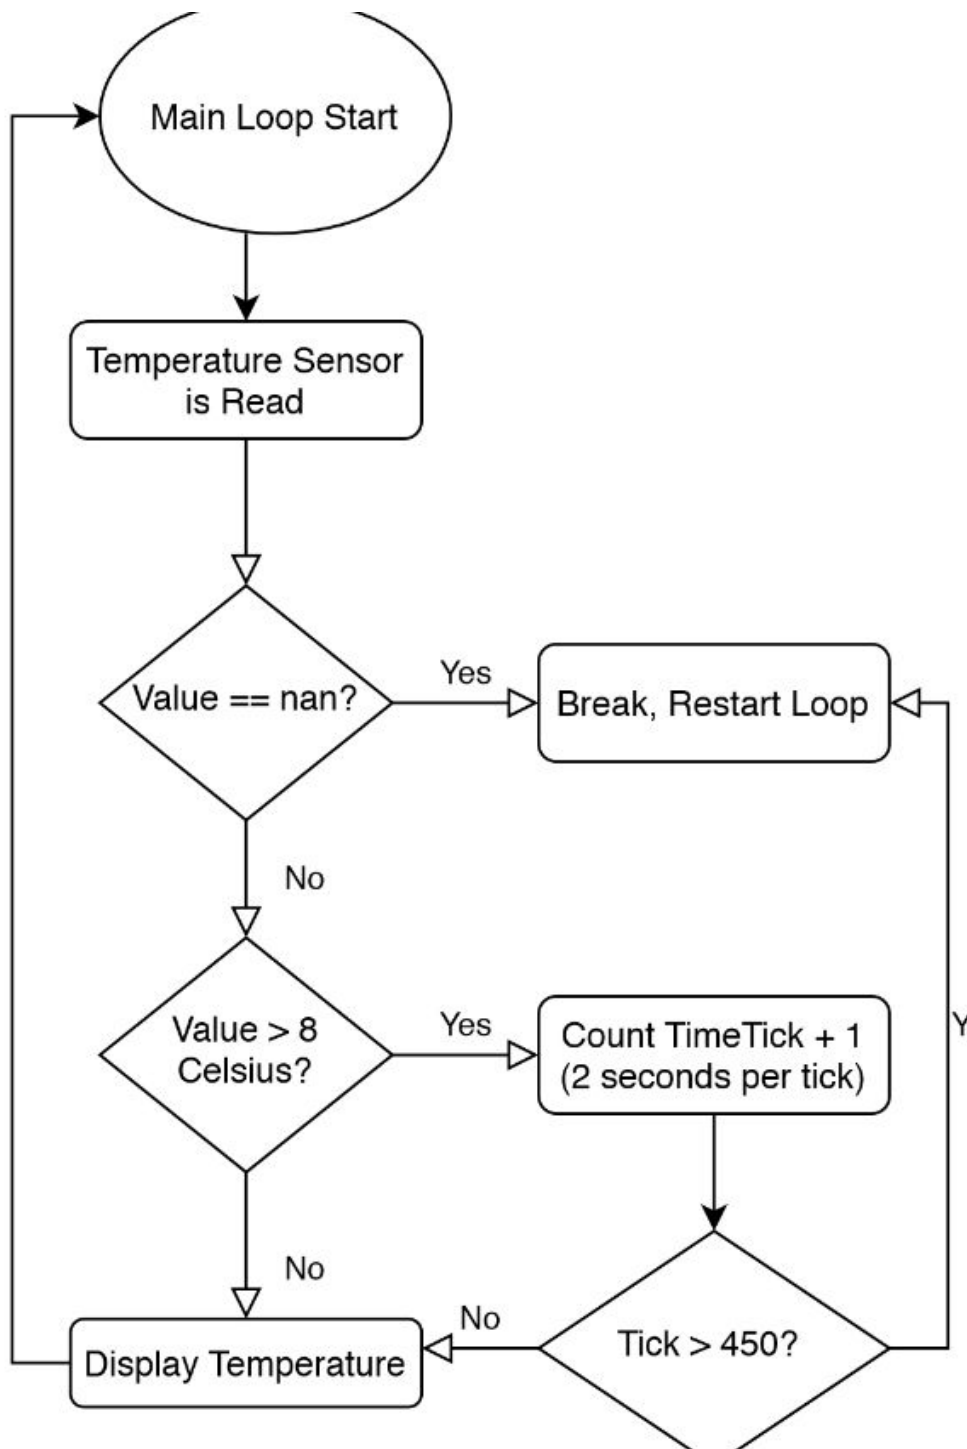 Main Loop Start
Temperature Sensor
is Read
Value == nan?
Yes
Break, Restart Loop
No
Value > 8
Celsius?
Yes
Count TimeTick + 1
(2 seconds per tick)
Y
No
Display Temperature
No
Tick > 450?